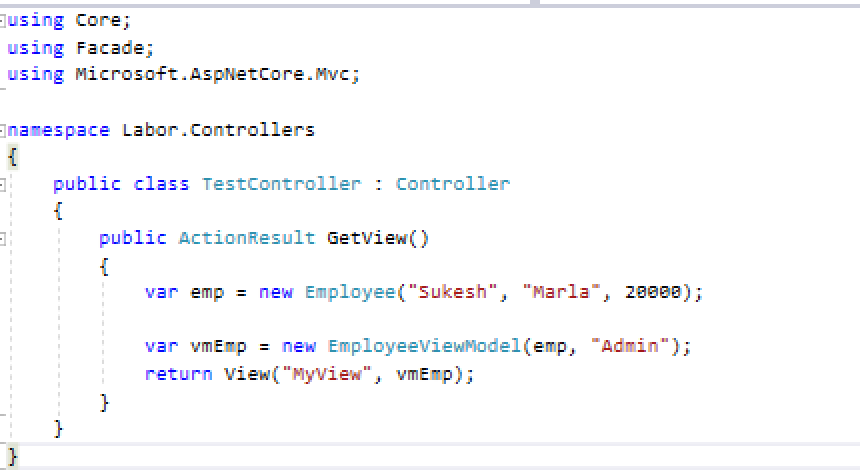 using Core;
using Facade;
using Microsoft.AspNetCore.Mvc;
namespace Labor.Controllers
{
    public class TestController : Controller
    {
        public ActionResult GetView()
        {
            var emp = new Employee("Sukesh", "Marla", 20000);
            var vmEmp = new EmployeeViewModel(emp, "Admin");
            return View("MyView", vmEmp);
        }
    }
}